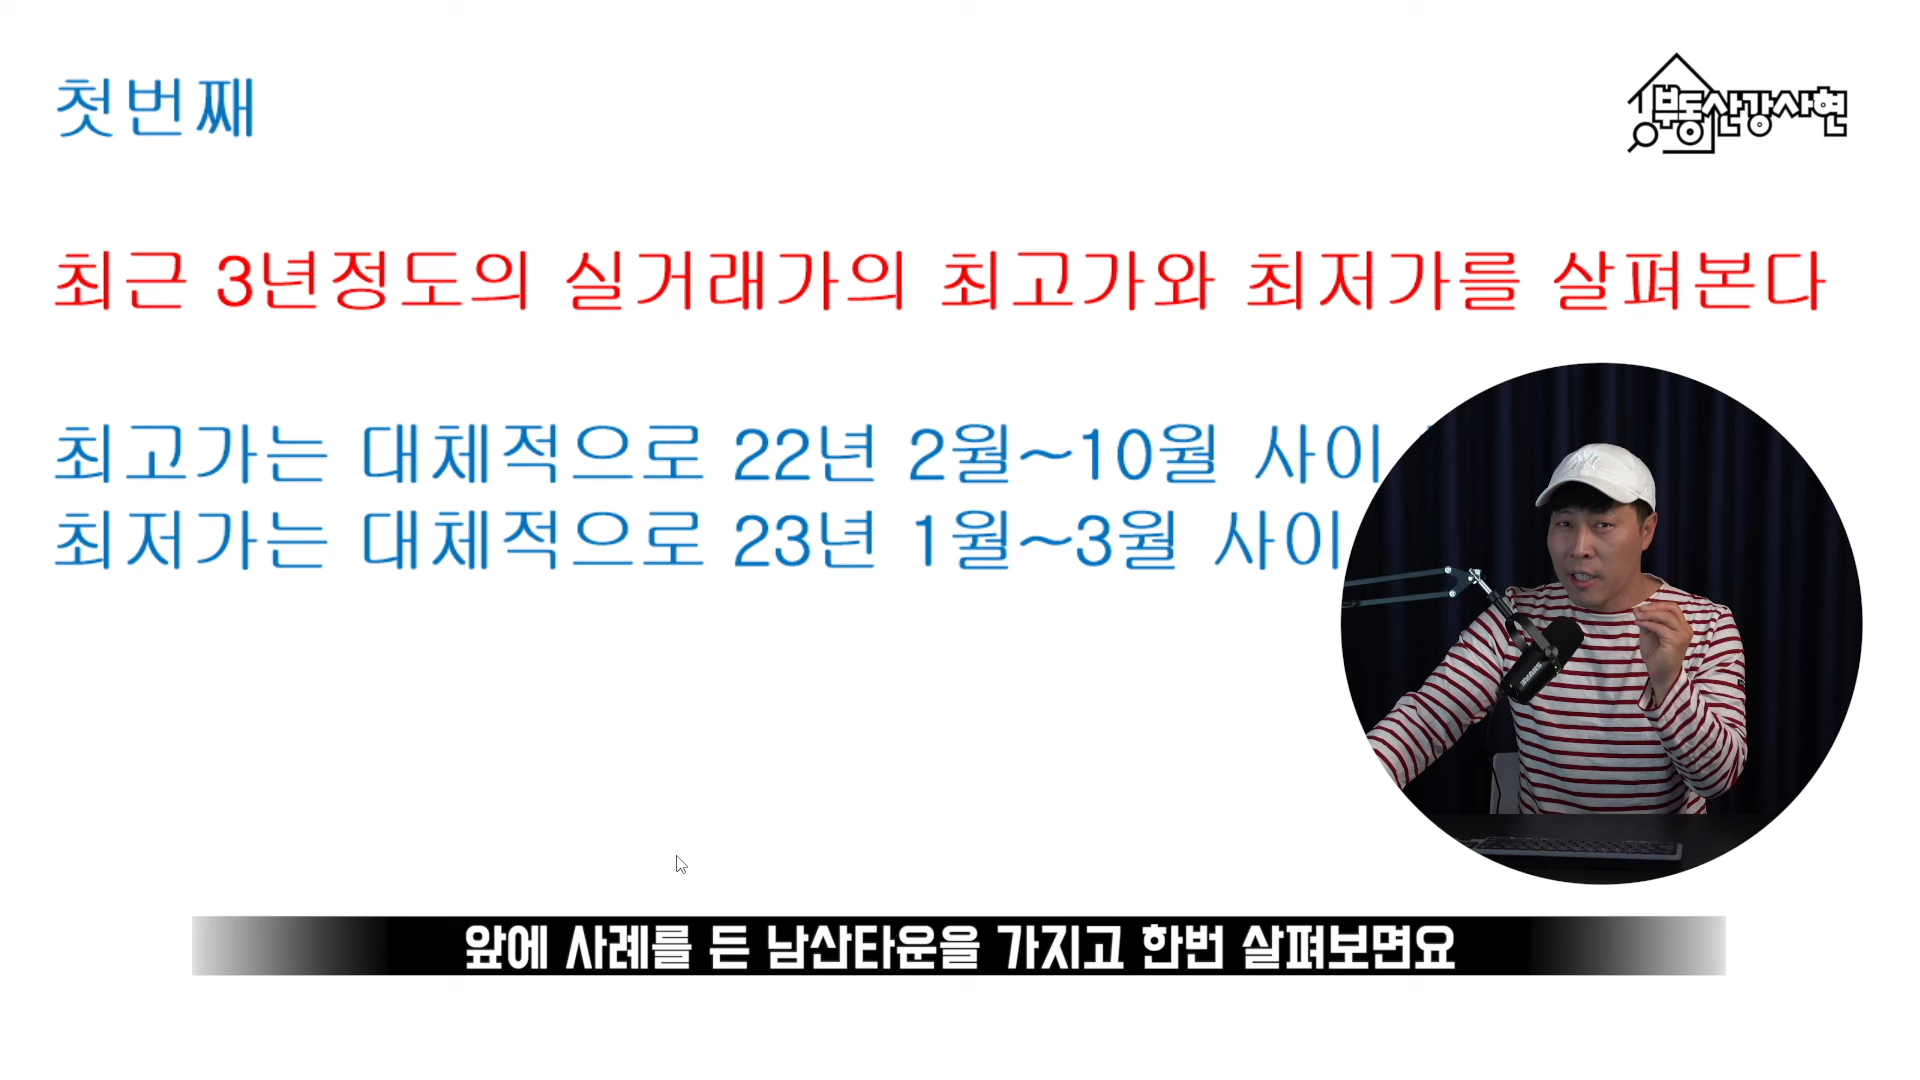 첫번째
부동산강사현
최근 3년정도의 실거래가의 최고가와 최저가를 살펴본다
최고가는 대체적으로 22년 2월~10월 사이
최저가는 대체적으로 23년 1월~3월 사이
앞에 사례를 든 남산타운을 가지고 한번 살펴보면요